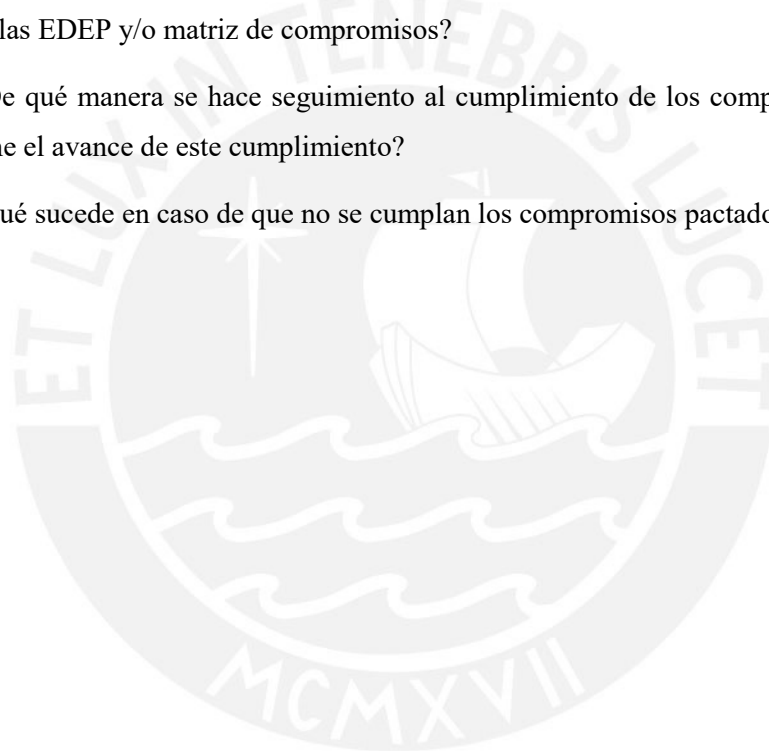 las EDEP y/o matriz de compromisos?
e qué manera se hace seguimiento al cumplimiento de los comp
e el avance de este cumplimiento?
ué sucede en caso de que no se cumplan los compromisos pactado
ET LUX IN TENEBRIS LUCET
MCMXVII